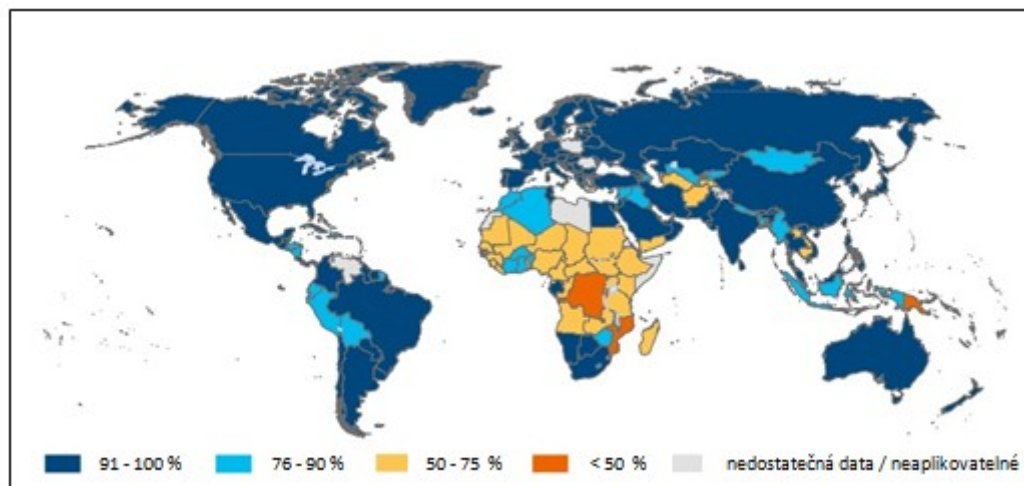 91 - 100 % 76 - 90 % 50 - 75 % < 50 % nedostatečná data / neaplikovatelné